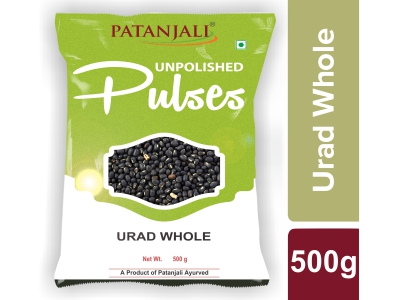 PATANJALI®
UNPOLISHED
Pulses
URAD WHOLE
Net Wt. 500 g
A Product of Patanjali Ayurved
Urad Whole
500g